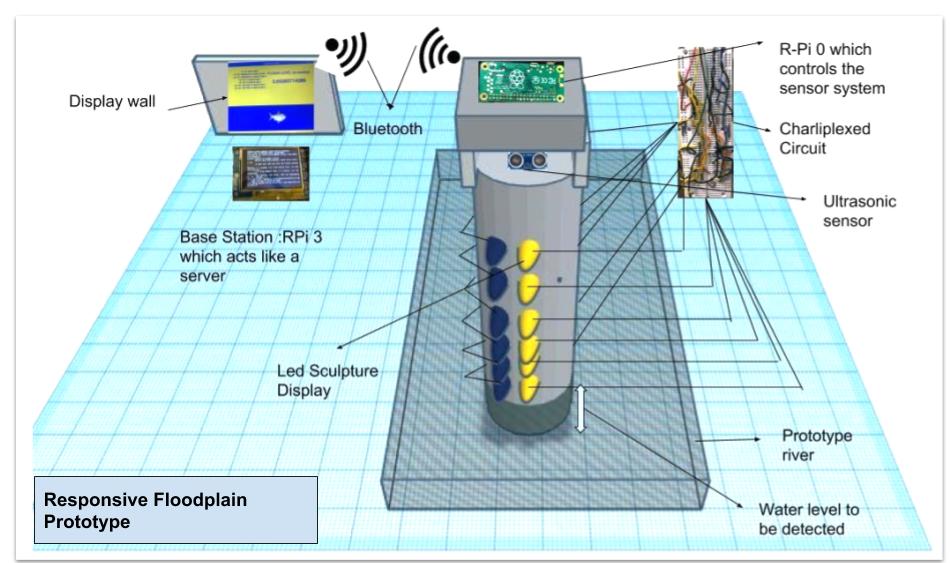 R-Pi 0 which
controls the
sensor system
Display wall
Bluetooth
Charliplexed
Circuit
Ultrasonic
sensor
Base Station :RPi 3
which acts like a
server
Led Sculpture
Display
Prototype
river
Water level to
be detected
Responsive Floodplain
Prototype